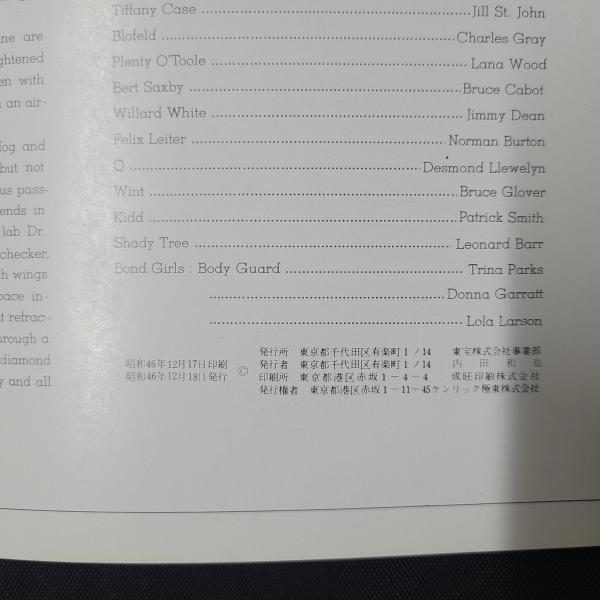 ne are
ghtened
en with
an air-
log and
but not
us pass-
ends in
lab Dr.
checker,
h wings
pace in-
t refrac-
hrough a
diamond
y and all
Tiffany Case Jill St. John
Blofeld Charles Gray
Plenty O'Toole Lana Wood
Bert Saxby Bruce Cabot
Willard White Jimmy Dean
Felix Leiter Norman Burton
Q Desmond Llewelyn
Wint Bruce Glover
Kidd Patrick Smith
Shady Tree Leonard Barr
Bond Girls : Body Guard Trina Parks
Donna Garratt
Lola Larson
昭和46年12月17日印刷
昭和46年12月18日発行
©
発行所 東京都千代田区有楽町1ノ14 東宝株式会社事業部
発行者 東京都千代田区有楽町1ノ14 内田和也
印刷所 東京都港区赤坂1-4-4 成旺印刷株式会社
発行権者 東京都港区赤坂1-11-45ケンリック極東株式会社